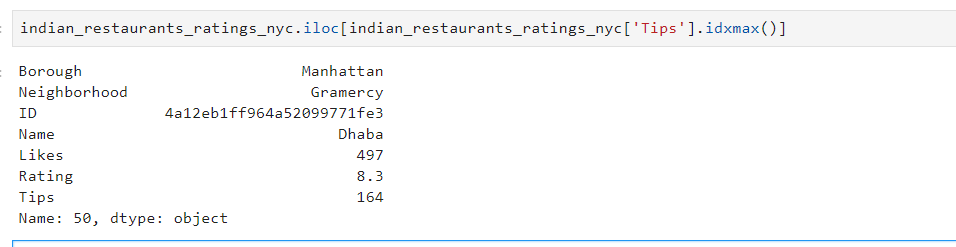 indian_restaurants_ratings_nyc.iloc[indian_restaurants_ratings_nyc['Tips'].idxmax()]
Borough Manhattan
Neighborhood Gramercy
ID 4a12eb1ff964a52099771fe3
Name Dhaba
Likes 497
Rating 8.3
Tips 164
Name: 50, dtype: object